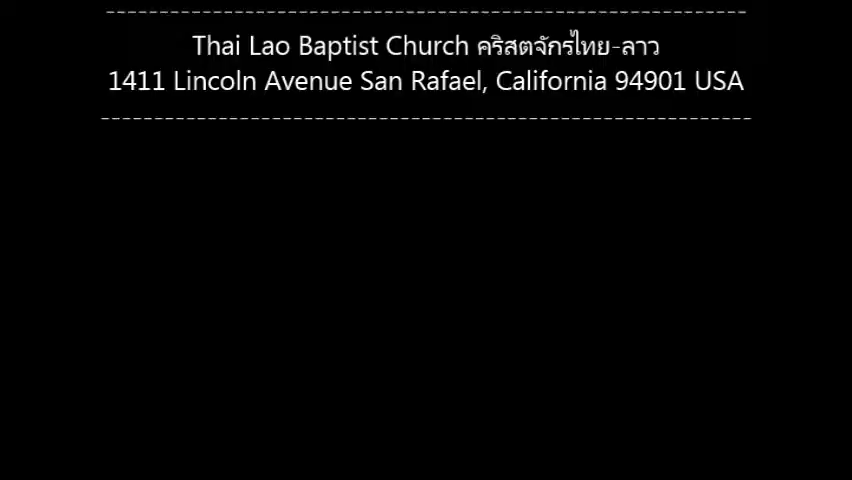 ------------------------------------------------------------
Thai Lao Baptist Church คริสตจักรไทย-ลาว
1411 Lincoln Avenue San Rafael, California 94901 USA
-------------------------------------------------------------